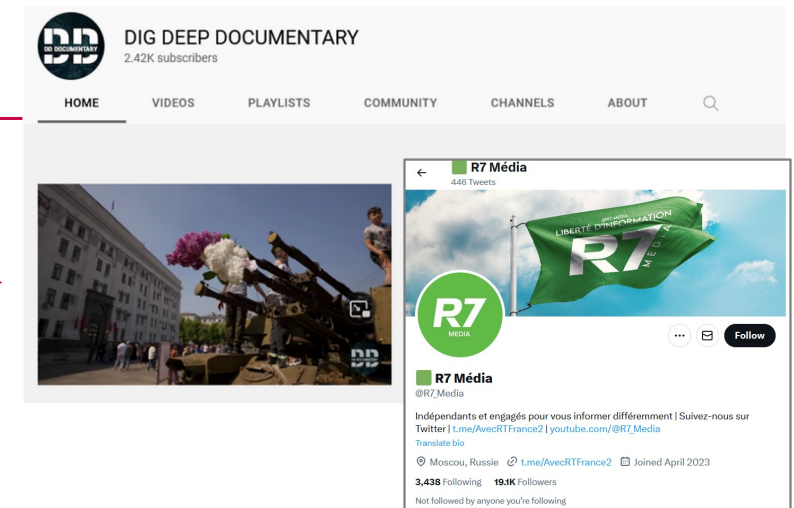 DD
DD DOCUMENTARY
DIG DEEP DOCUMENTARY
2.42K subscribers
HOME VIDEOS PLAYLISTS COMMUNITY CHANNELS ABOUT
DD
R7 Média
446 Tweets
@R7.MEDIA
LIBERTÉ D'INFORMATION
R7
MEDIA
R7
MEDIA
Follow
R7 Média
@R7_Media
Indépendants et engagés pour vous informer différemment | Suivez-nous sur
Twitter | t.me/AvecRTFrance2 | youtube.com/@R7_Media
Translate bio
Moscou, Russie t.me/AvecRTFrance2 Joined April 2023
3,438 Following 19.1K Followers
Not followed by anyone you're following